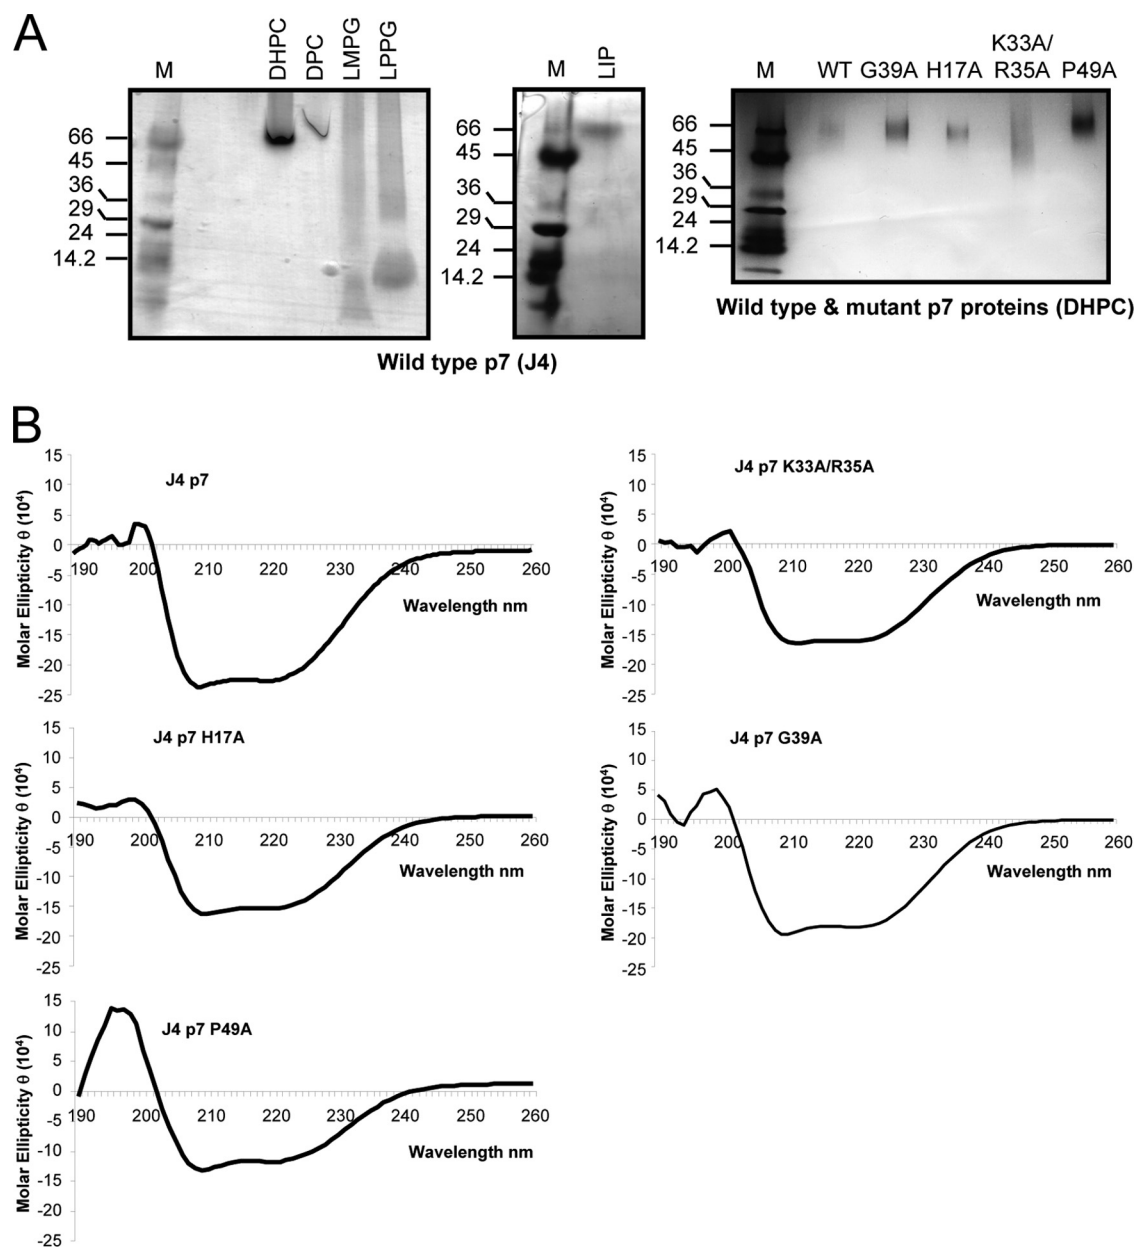 A
M
DHPC
DPC
LMPG
LPPG
66
45
36
29
24
14.2
M
LIP
66
45
36
29
24
14.2
Wild type p7 (J4)
K33A/
M WT G39A H17A R35A P49A
66
45
36
29
24
14.2
Wild type & mutant p7 proteins (DHPC)
B
J4 p7
Molar Ellipticity θ (10⁴)
15
10
5
0
-5
-10
-15
-20
-25
190 200 210 220 230 240 250 260
Wavelength nm
J4 p7 K33A/R35A
Molar Ellipticity θ (10⁴)
15
10
5
0
-5
-10
-15
-20
-25
190 200 210 220 230 240 250 260
Wavelength nm
J4 p7 H17A
Molar Ellipticity θ (10⁴)
15
10
5
0
-5
-10
-15
-20
-25
190 200 210 220 230 240 250 260
Wavelength nm
J4 p7 G39A
Molar Ellipticity θ (10⁴)
15
10
5
0
-5
-10
-15
-20
-25
190 200 210 220 230 240 250 260
Wavelength nm
J4 p7 P49A
Molar Ellipticity θ (10⁴)
15
10
5
0
-5
-10
-15
-20
-25
190 200 210 220 230 240 250 260
Wavelength nm